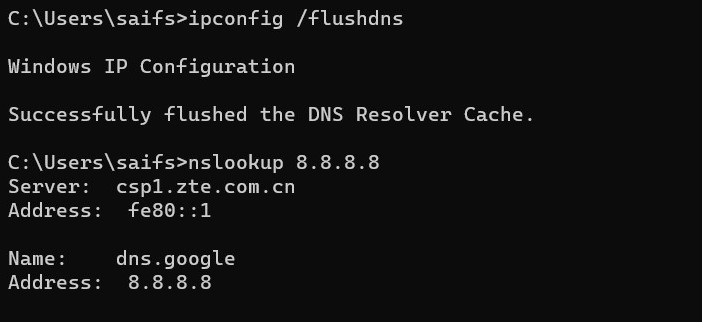 C:\Users\saifs>ipconfig /flushdns
Windows IP Configuration
Successfully flushed the DNS Resolver Cache.
C:\Users\saifs>nslookup 8.8.8.8
Server:  csp1.zte.com.cn
Address:  fe80::1
Name:    dns.google
Address:  8.8.8.8